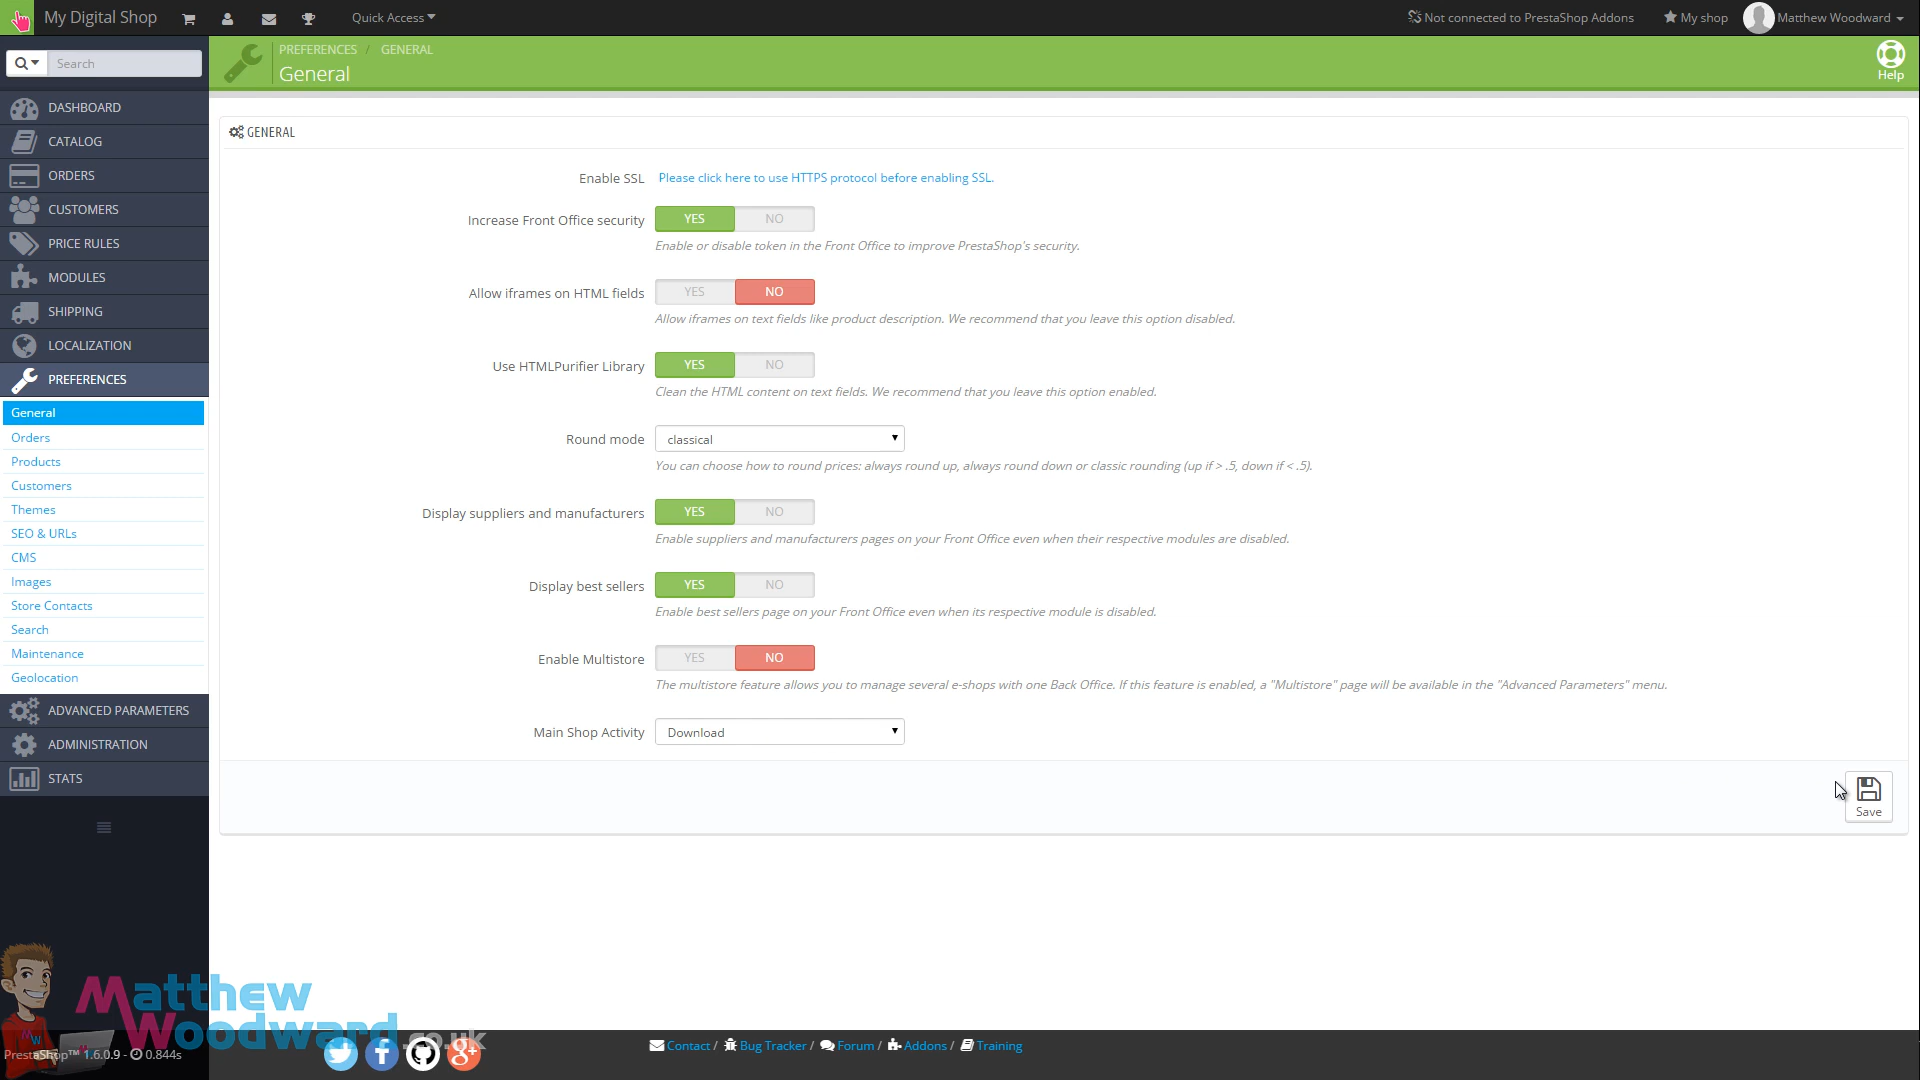 My Digital Shop
Quick Access
Not connected to PrestaShop Addons
My shop
Matthew Woodward
Search
PREFERENCES / GENERAL
General
Help
DASHBOARD
CATALOG
ORDERS
CUSTOMERS
PRICE RULES
MODULES
SHIPPING
LOCALIZATION
PREFERENCES
General
Orders
Products
Customers
Themes
SEO & URLs
CMS
Images
Store Contacts
Search
Maintenance
Geolocation
ADVANCED PARAMETERS
ADMINISTRATION
STATS
GENERAL
Enable SSL Please click here to use HTTPS protocol before enabling SSL.
Increase Front Office security YES NO
Enable or disable token in the Front Office to improve PrestaShop's security.
Allow iframes on HTML fields YES NO
Allow iframes on text fields like product description. We recommend that you leave this option disabled.
Use HTMLPurifier Library YES NO
Clean the HTML content on text fields. We recommend that you leave this option enabled.
Round mode classical
You can choose how to round prices: always round up, always round down or classic rounding (up if > .5, down if < .5).
Display suppliers and manufacturers YES NO
Enable suppliers and manufacturers pages on your Front Office even when their respective modules are disabled.
Display best sellers YES NO
Enable best sellers page on your Front Office even when its respective module is disabled.
Enable Multistore YES NO
The multistore feature allows you to manage several e-shops with one Back Office. If this feature is enabled, a "Multistore" page will be available in the "Advanced Parameters" menu.
Main Shop Activity Download
Save
Matthew
Woodward.co.uk
MW
PrestaShop™ 1.6.0.9 - 0.844s
Contact / Bug Tracker / Forum / Addons / Training